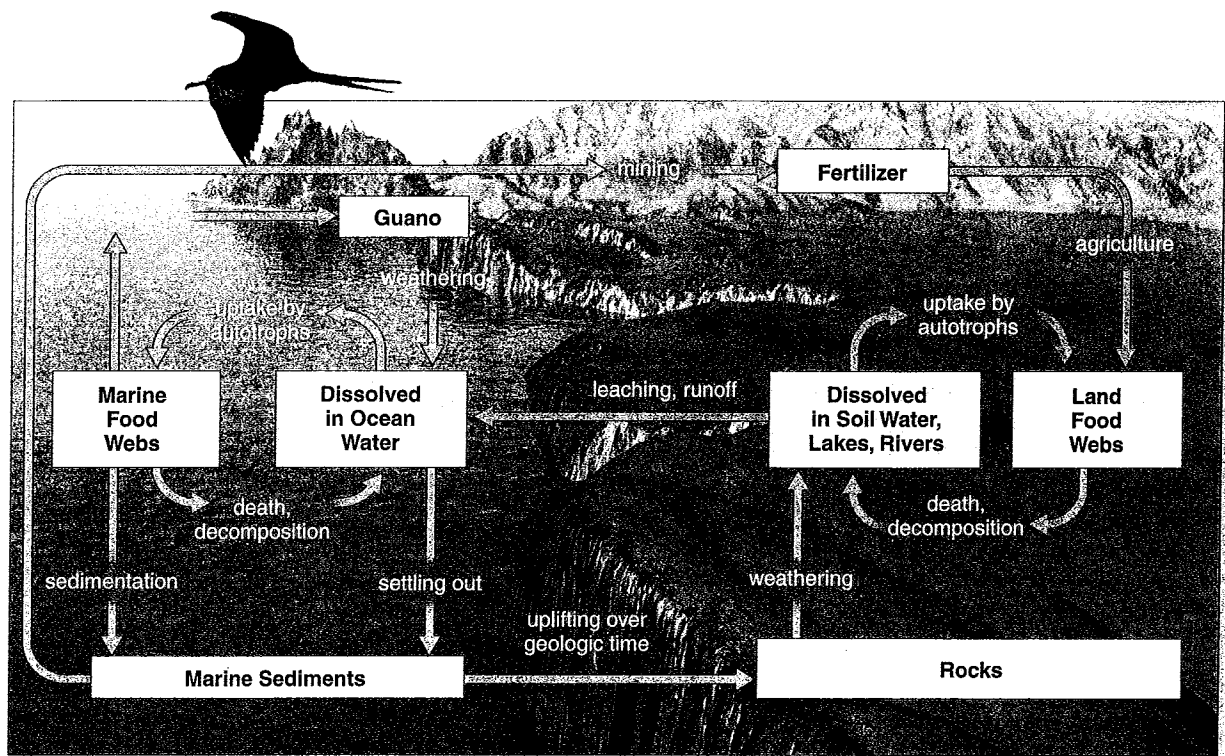 mining
Fertilizer
Guano
agriculture
weathering
uptake by
autotrophs
uptake by
autotrophs
Marine
Food
Webs
Dissolved
in Ocean
Water
leaching, runoff
Dissolved
in Soil Water,
Lakes, Rivers
Land
Food
Webs
death,
decomposition
death,
decomposition
sedimentation
settling out
weathering
uplifting over
geologic time
Marine Sediments
Rocks